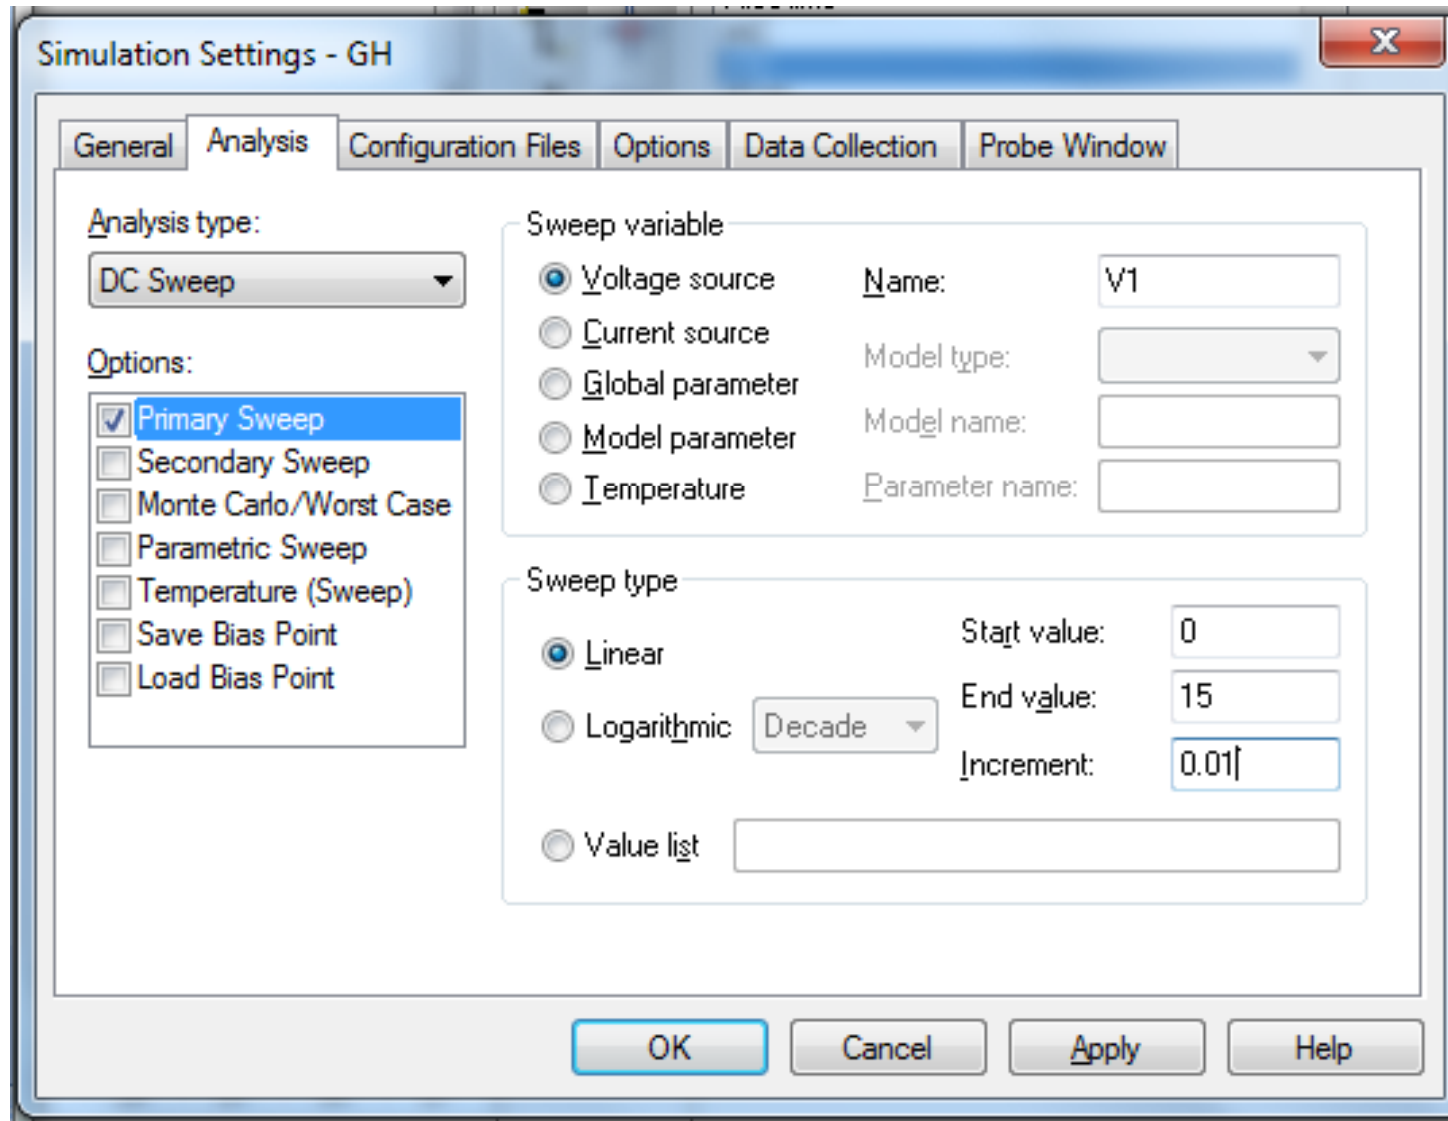 Simulation Settings - GH
General
Analysis
Configuration Files
Options
Data Collection
Probe Window
Analysis type:
DC Sweep
Options:
Primary Sweep
Secondary Sweep
Monte Carlo/Worst Case
Parametric Sweep
Temperature (Sweep)
Save Bias Point
Load Bias Point
Sweep variable
Voltage source
Current source
Global parameter
Model parameter
Temperature
Name:
V1
Model type:
Model name:
Parameter name:
Sweep type
Linear
Logarithmic
Decade
Value list
Start value:
0
End value:
15
Increment:
0.01
OK
Cancel
Apply
Help